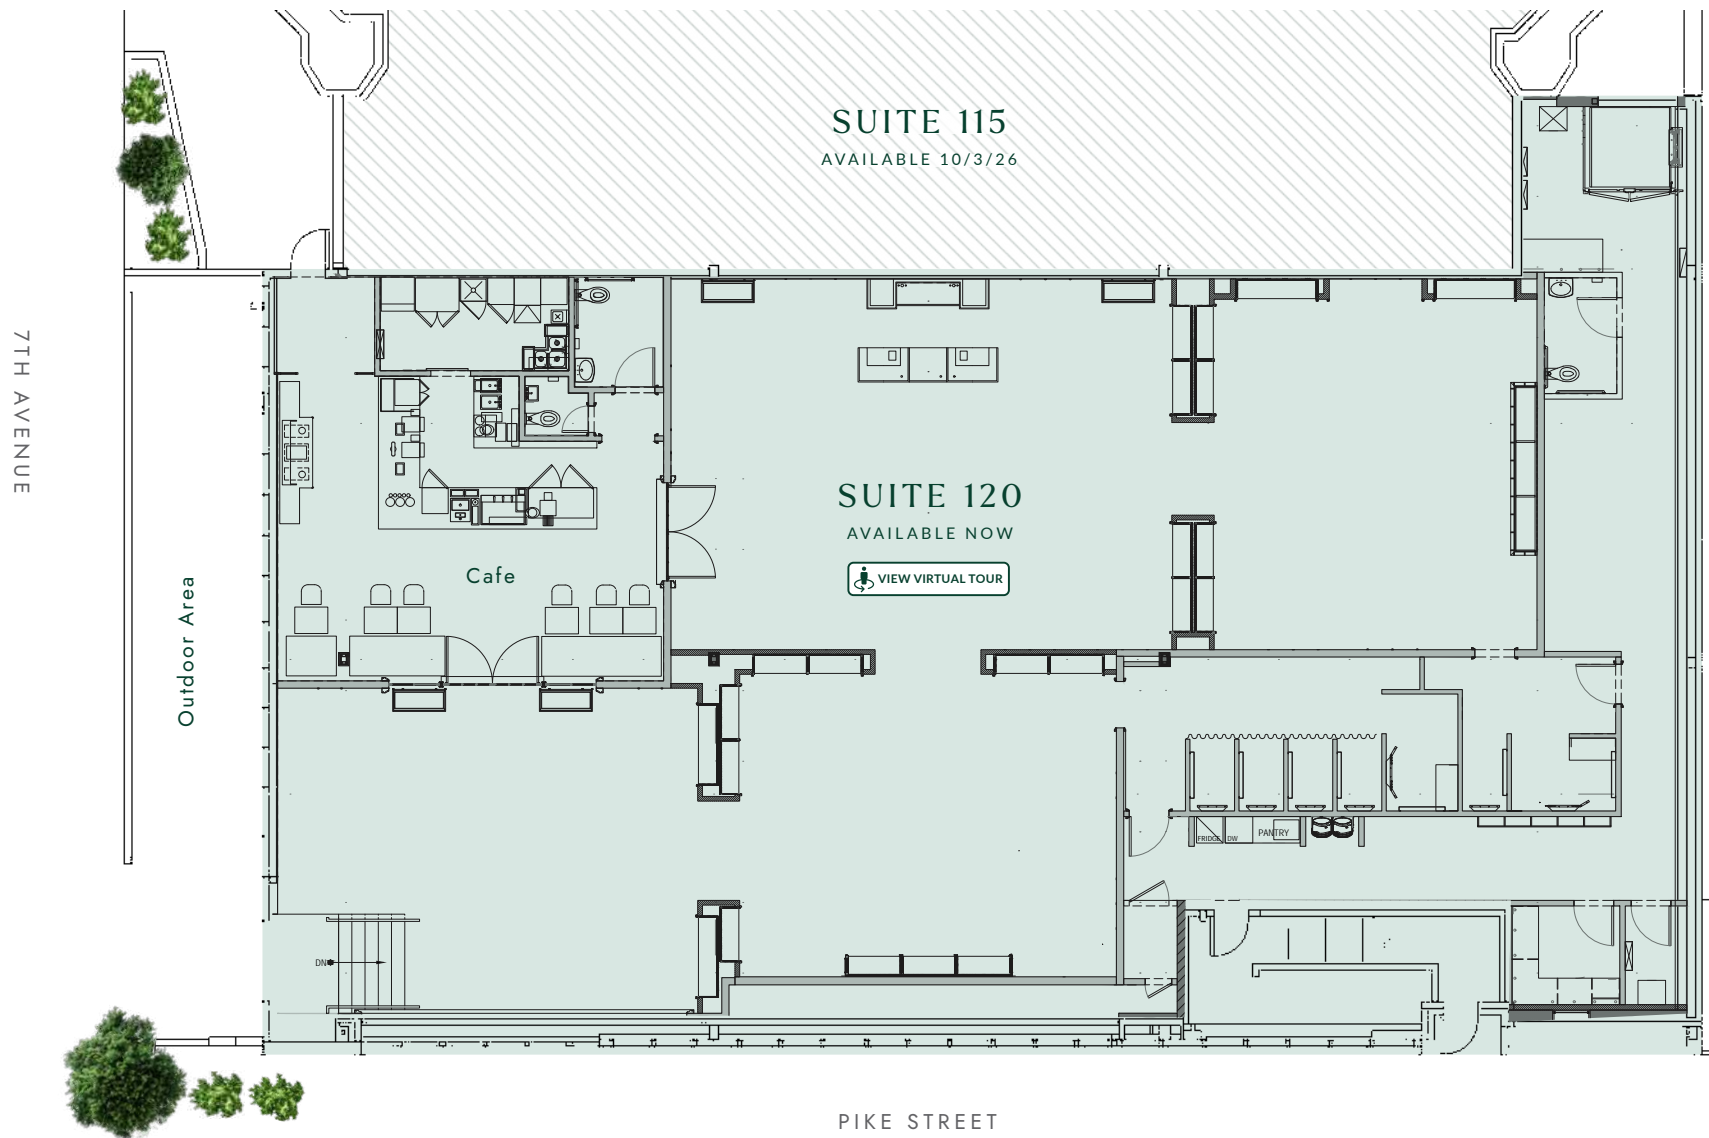 SUITE 115
AVAILABLE 10/3/26
7TH AVENUE
SUITE 120
AVAILABLE NOW
VIEW VIRTUAL TOUR
Cafe
Outdoor Area
FRIDGE
DW
PANTRY
DN
PIKE STREET